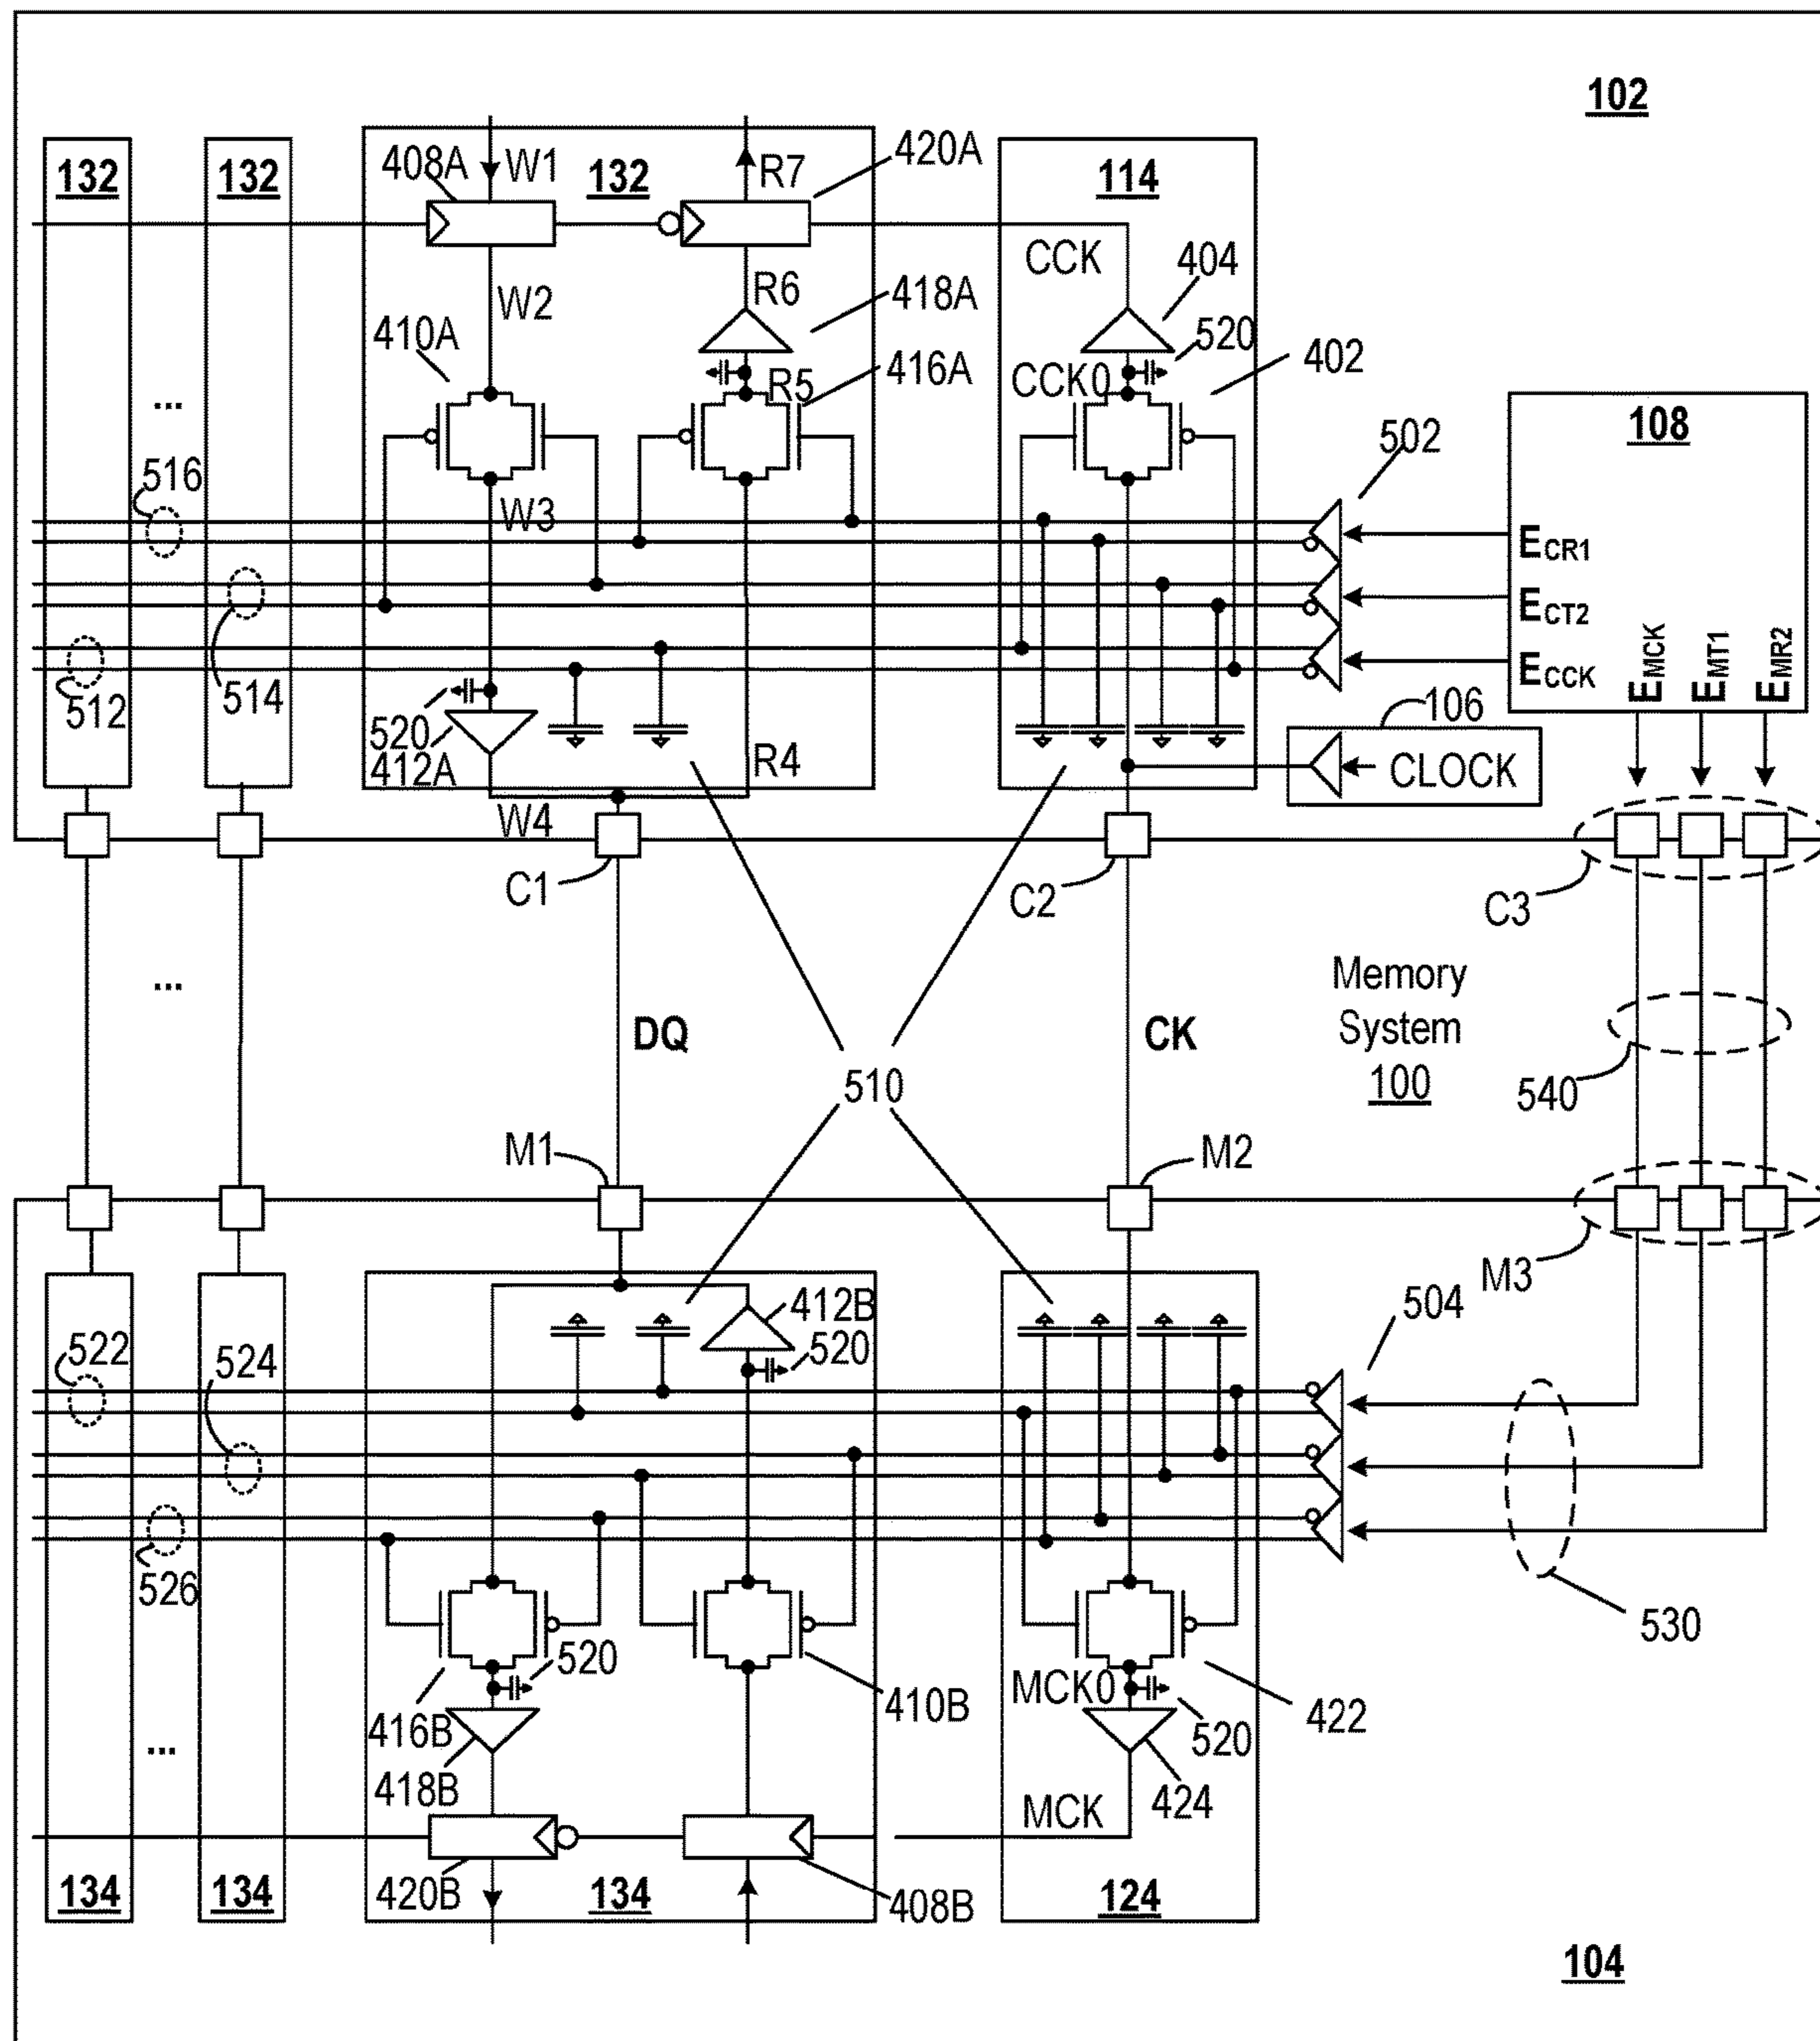 102
132
132
408A
W1
132
R7
420A
114
CCK
404
W2
R6
418A
520
410A
402
CCK0
R5
416A
...
108
502
516
W3
ECR1
ECT2
ECCK
EMCK
EMT1
EMR2
512
514
520
412A
R4
106
CLOCK
W4
C1
C2
C3
...
Memory
System
100
DQ
CK
540
510
M1
M2
M3
412B
504
522
524
520
526
530
520
MCK0
410B
422
416B
520
...
418B
MCK
424
134
134
420B
134
408B
124
104